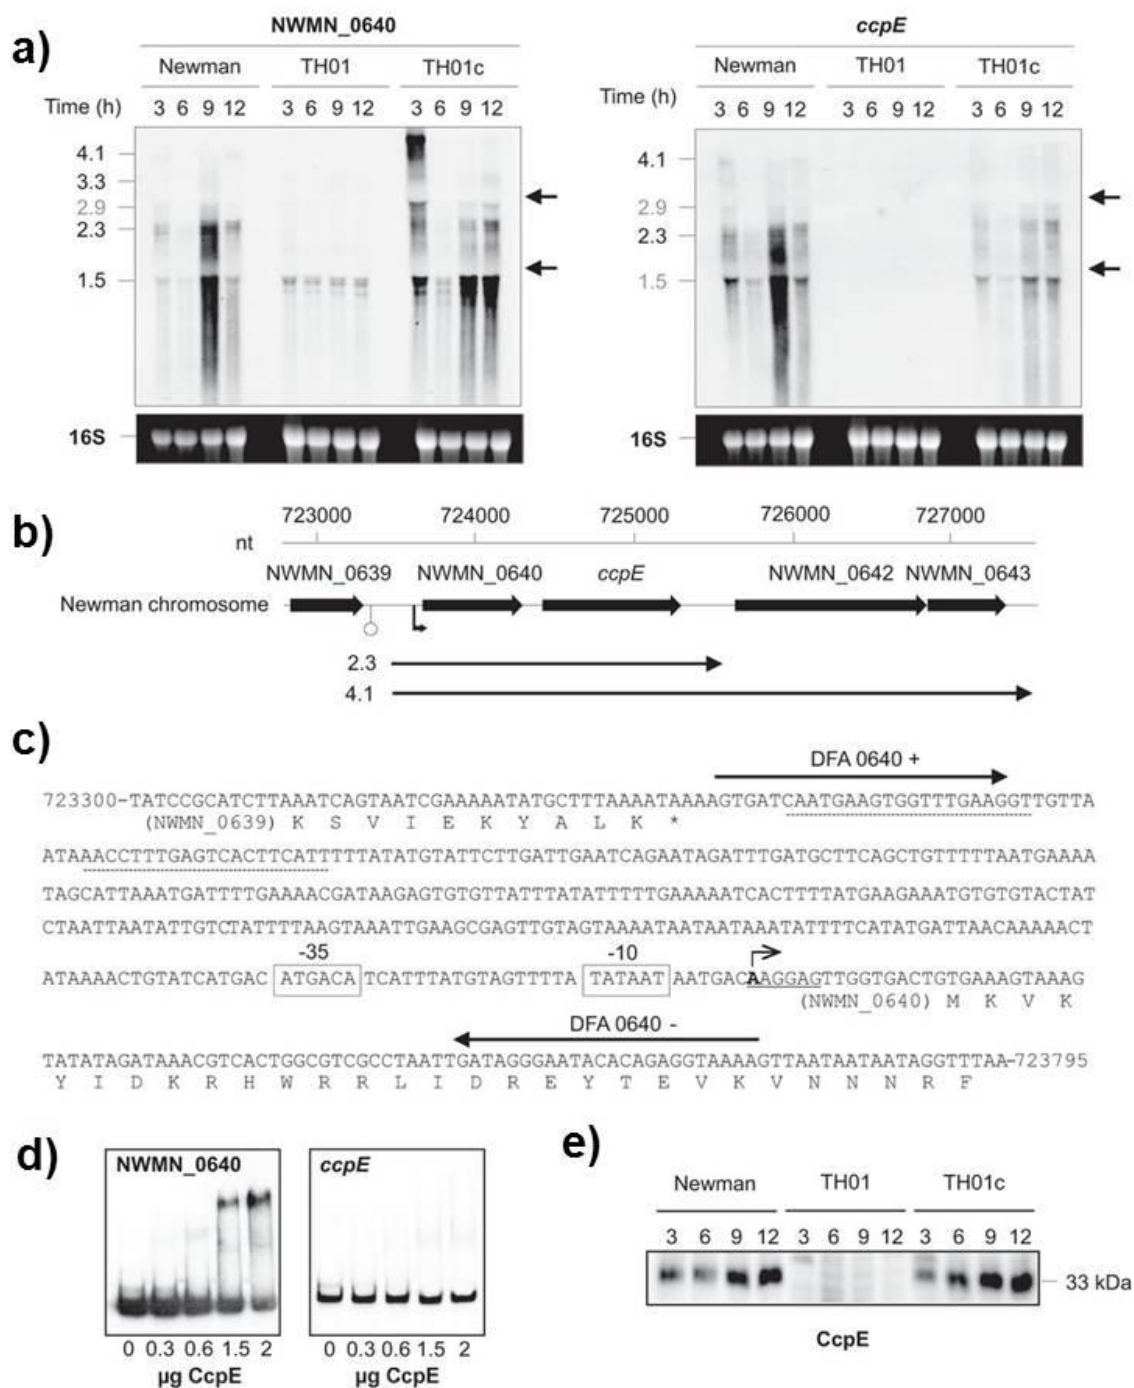 a)
NWMN_0640
Newman TH01 TH01c
Time (h) 3 6 9 12 3 6 9 12 3 6 9 12
4.1
3.3
2.9
2.3
1.5
16S
ccpE
Newman TH01 TH01c
Time (h) 3 6 9 12 3 6 9 12 3 6 9 12
4.1
2.9
2.3
1.5
16S
b)
723000 724000 725000 726000 727000
nt
NWMN_0639 NWMN_0640 ccpE NWMN_0642 NWMN_0643
Newman chromosome
2.3
4.1
c)
DFA 0640 +
723300-TATCCGCATCTTAAATCAGTAATCGAAAAATATGCTTTAAAATAAAAGTGATCAATGAAGTGGTTTGAAGGTTGTTA
(NWMN_0639) K S V I E K Y A L K *
ATAAACCTTTGAGTCACTTCATTTTTATATGTATTCTTGATTGAATCAGAATAGATTTGATGCTTCAGCTGTTTTTAATGAAAA
TAGCATTAAATGATTTTGAAAACGATAAGAGTGTGTTATTTATATTTTTGAAAAATCACTTTTATGAAGAAATGTGTGTACTAT
CTAATTAATATTGTCTATTTTAAGTAAATTGAAGCGAGTTGTAGTAAAATAATAATAAATATTTTCATATGATTAACAAAAACT
-35 -10
ATAAAACTGTATCATGAC ATGACA TCATTTATGTAGTTTTA TATAAT AATGACAAGGAGTTGGTGACTGTGAAAGTAAAG
(NWMN_0640) M K V K
DFA 0640 -
TATATAGATAAACGTCACTGGCGTCGCCTAATTGATAGGGAATACACAGAGGTAAAAGTTAATAATAATAGGTTTAA-723795
Y I D K R H W R R L I D R E Y T E V K V N N N R F
d)
NWMN_0640
0 0.3 0.6 1.5 2
µg CcpE
ccpE
0 0.3 0.6 1.5 2
µg CcpE
e)
Newman TH01 TH01c
3 6 9 12 3 6 9 12 3 6 9 12
33 kDa
CcpE